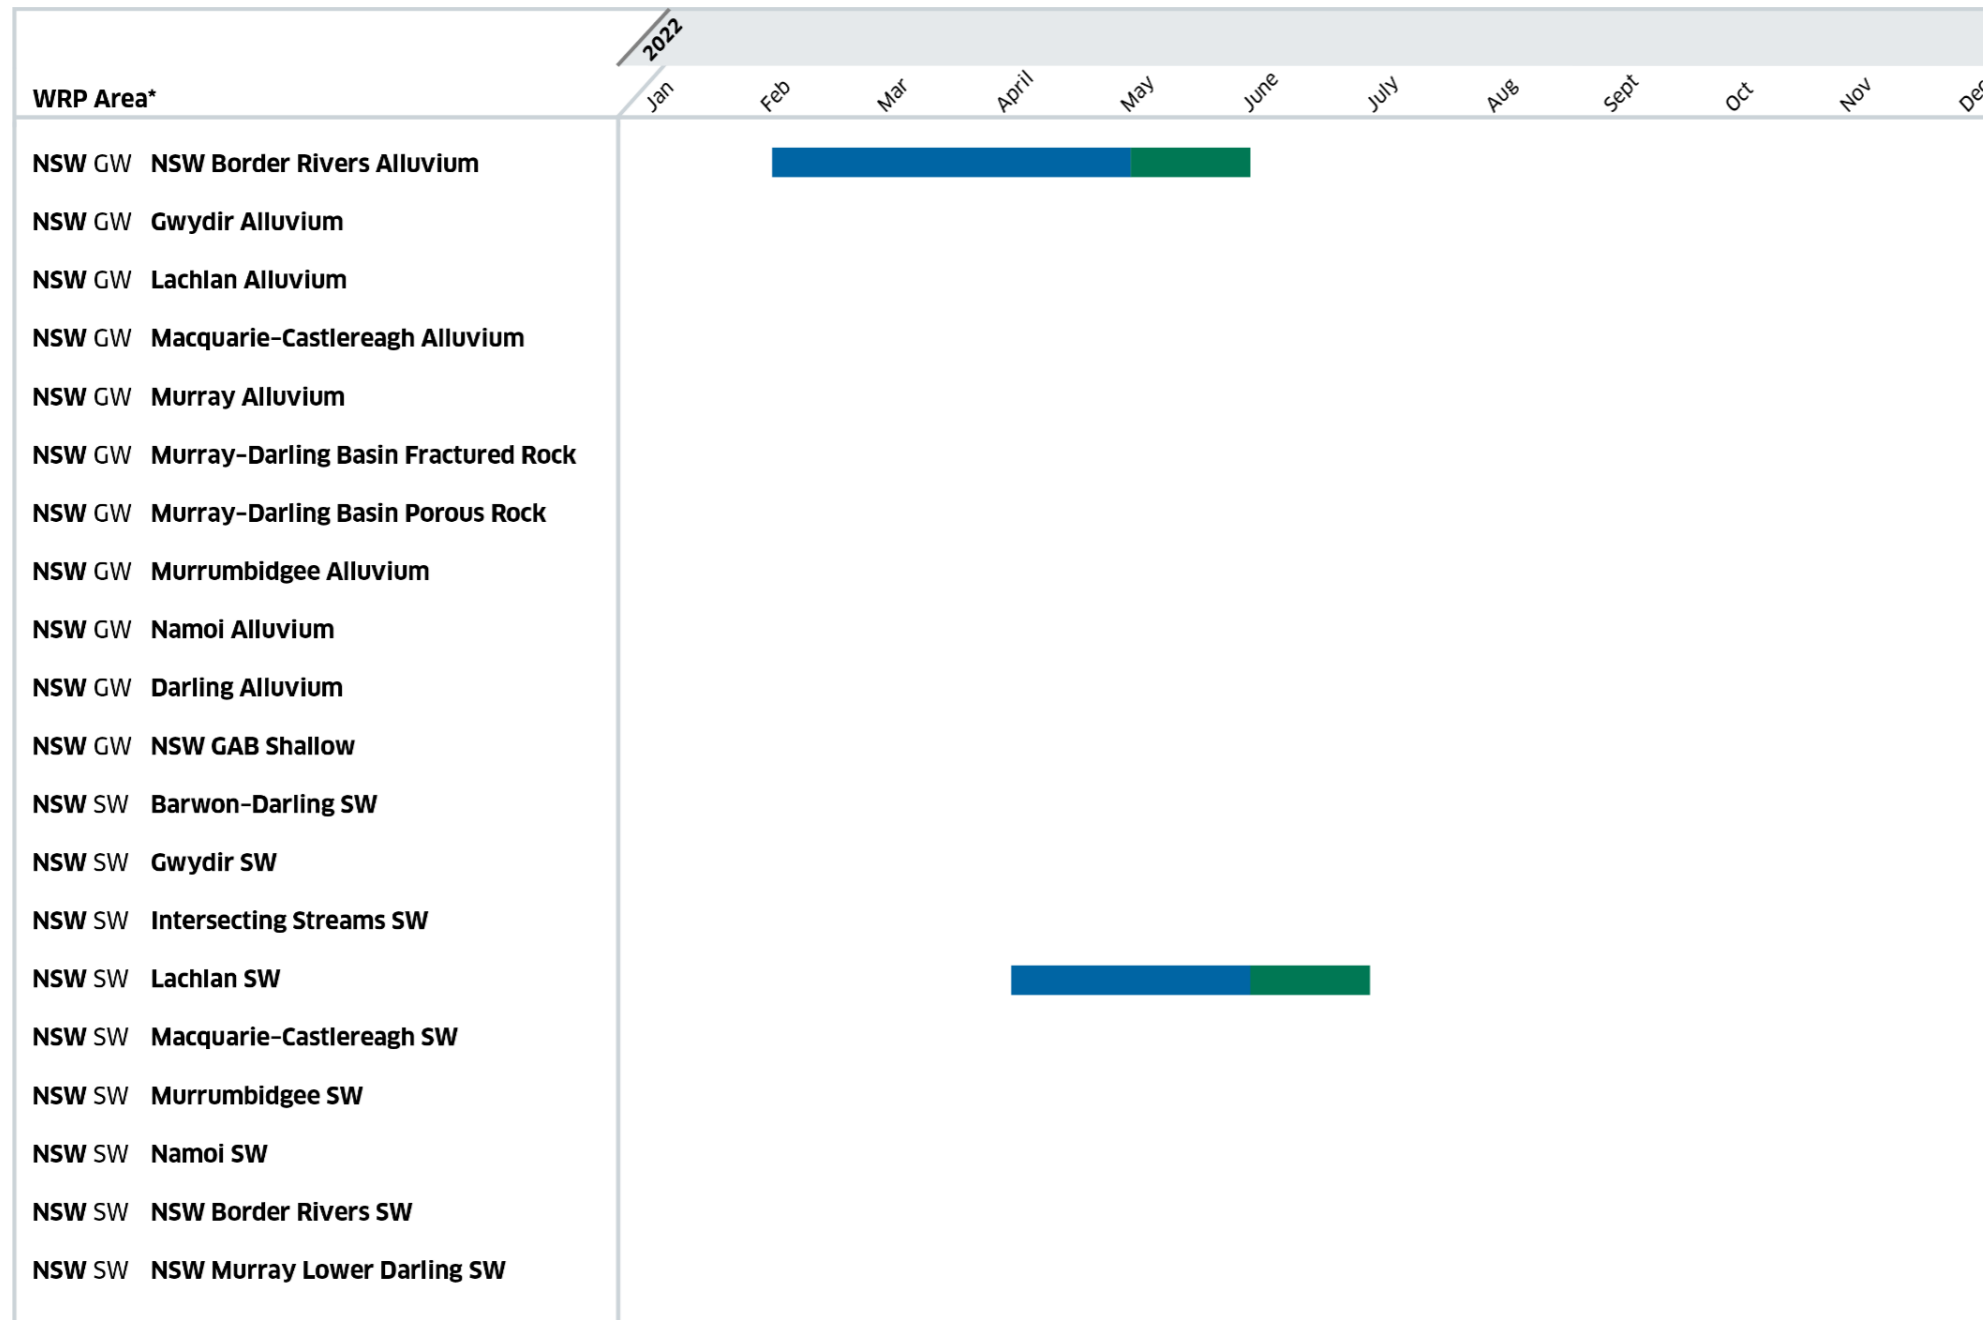 2022
WRP Area*
Jan Feb Mar April May June July Aug Sept Oct Nov Dec
NSW GW NSW Border Rivers Alluvium
NSW GW Gwydir Alluvium
NSW GW Lachlan Alluvium
NSW GW Macquarie–Castlereagh Alluvium
NSW GW Murray Alluvium
NSW GW Murray–Darling Basin Fractured Rock
NSW GW Murray–Darling Basin Porous Rock
NSW GW Murrumbidgee Alluvium
NSW GW Namoi Alluvium
NSW GW Darling Alluvium
NSW GW NSW GAB Shallow
NSW SW Barwon–Darling SW
NSW SW Gwydir SW
NSW SW Intersecting Streams SW
NSW SW Lachlan SW
NSW SW Macquarie–Castlereagh SW
NSW SW Murrumbidgee SW
NSW SW Namoi SW
NSW SW NSW Border Rivers SW
NSW SW NSW Murray Lower Darling SW